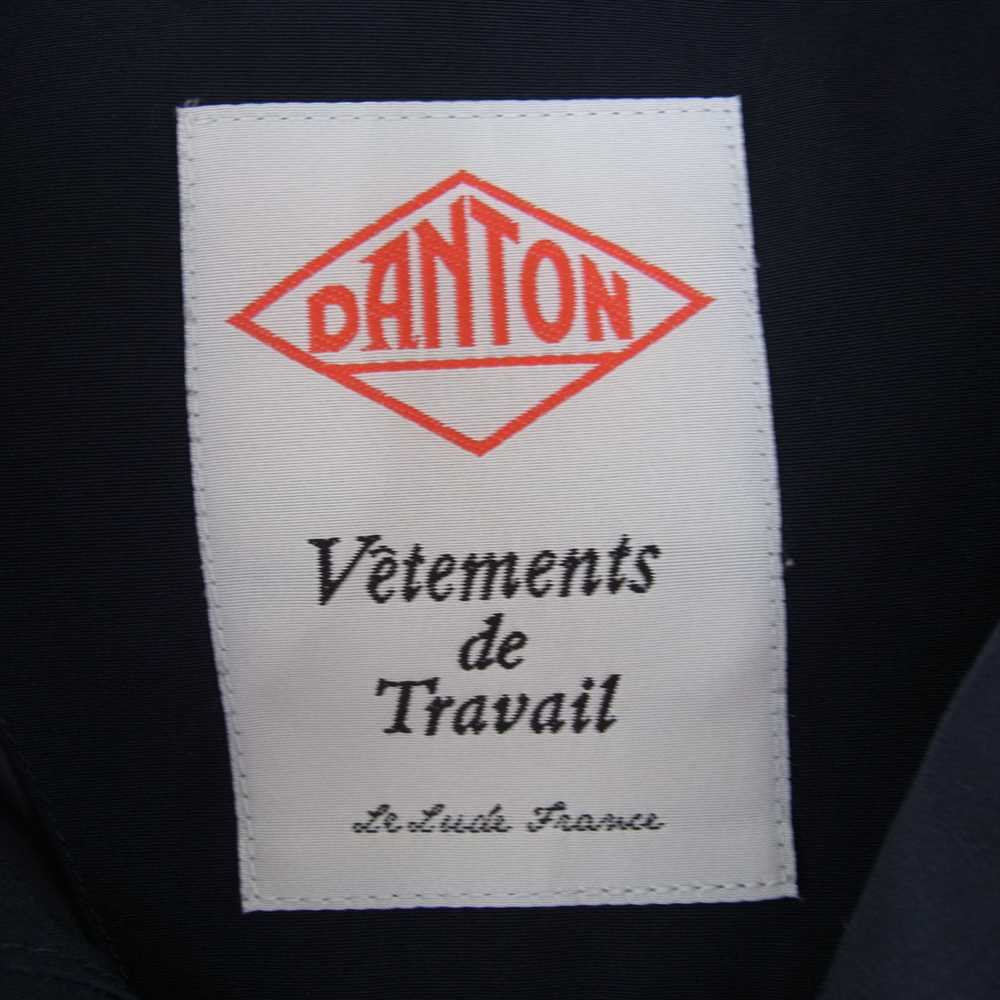 DANTON
Vêtements
de
Travail
Le Lude France